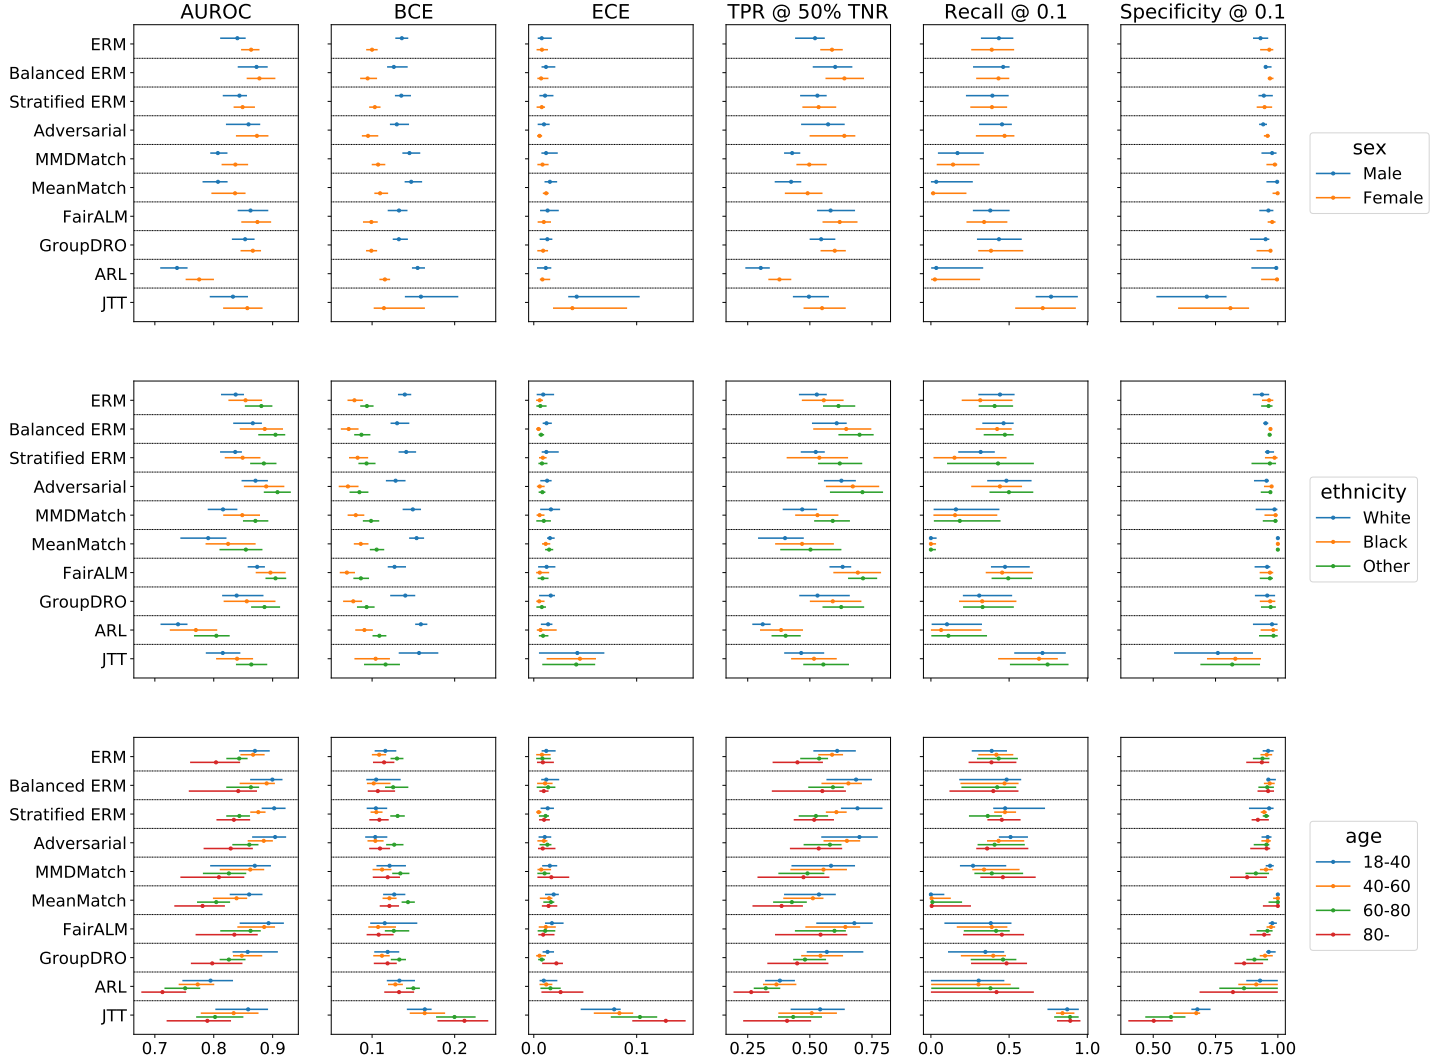 AUROC BCE ECE TPR @ 50% TNR Recall @ 0.1 Specificity @ 0.1
ERM
Balanced ERM
Stratified ERM
Adversarial
MMDMatch
MeanMatch
FairALM
GroupDRO
ARL
JTT
sex
Male
Female
ERM
Balanced ERM
Stratified ERM
Adversarial
MMDMatch
MeanMatch
FairALM
GroupDRO
ARL
JTT
ethnicity
White
Black
Other
ERM
Balanced ERM
Stratified ERM
Adversarial
MMDMatch
MeanMatch
FairALM
GroupDRO
ARL
JTT
age
18-40
40-60
60-80
80-
0.7 0.8 0.9 0.1 0.2 0.0 0.1 0.25 0.50 0.75 0.0 0.5 1.0 0.50 0.75 1.00